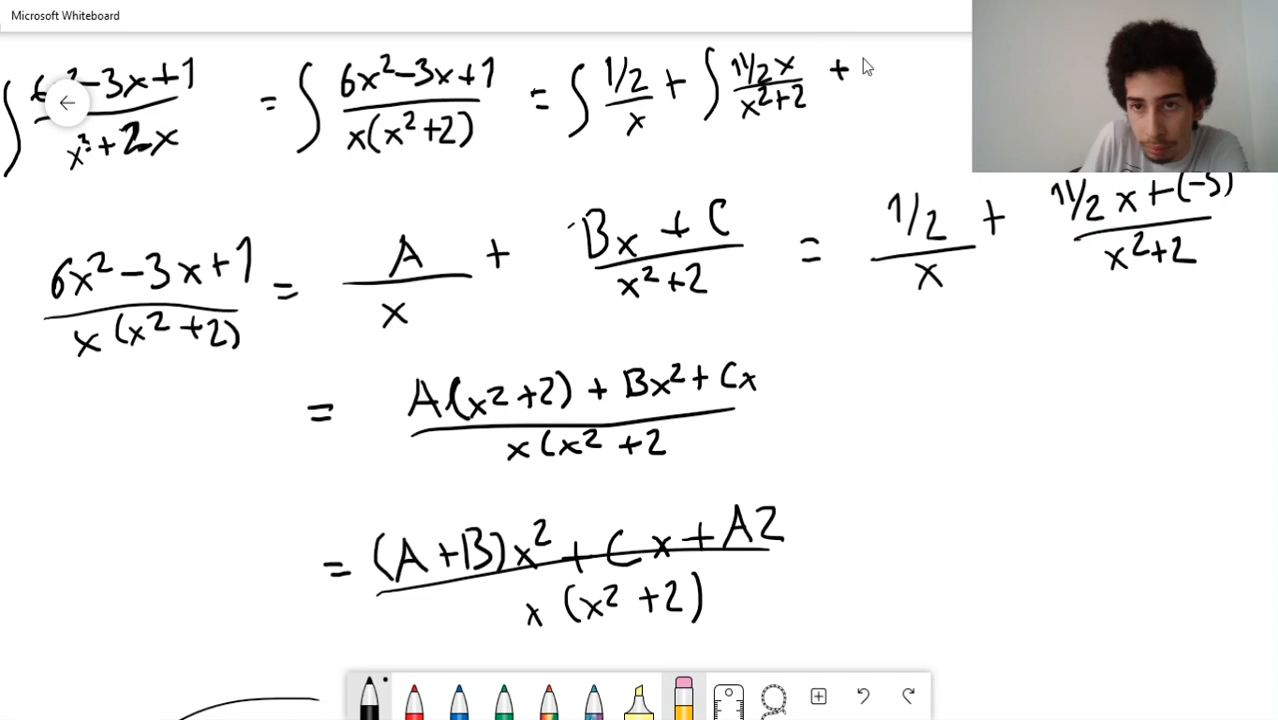 Microsoft Whiteboard
∫ 6x²-3x+1 / x³+2x = ∫ 6x²-3x+1 / x(x²+2) = ∫ 1/2 / x + ∫ 11/2 x / x²+2 +
6x²-3x+1 / x(x²+2) = A / x + Bx + C / x²+2 = 1/2 / x + 11/2 x + (-3) / x²+2
= A(x²+2) + Bx² + Cx / x(x²+2
= (A+B)x² + Cx + A2 / x(x²+2)